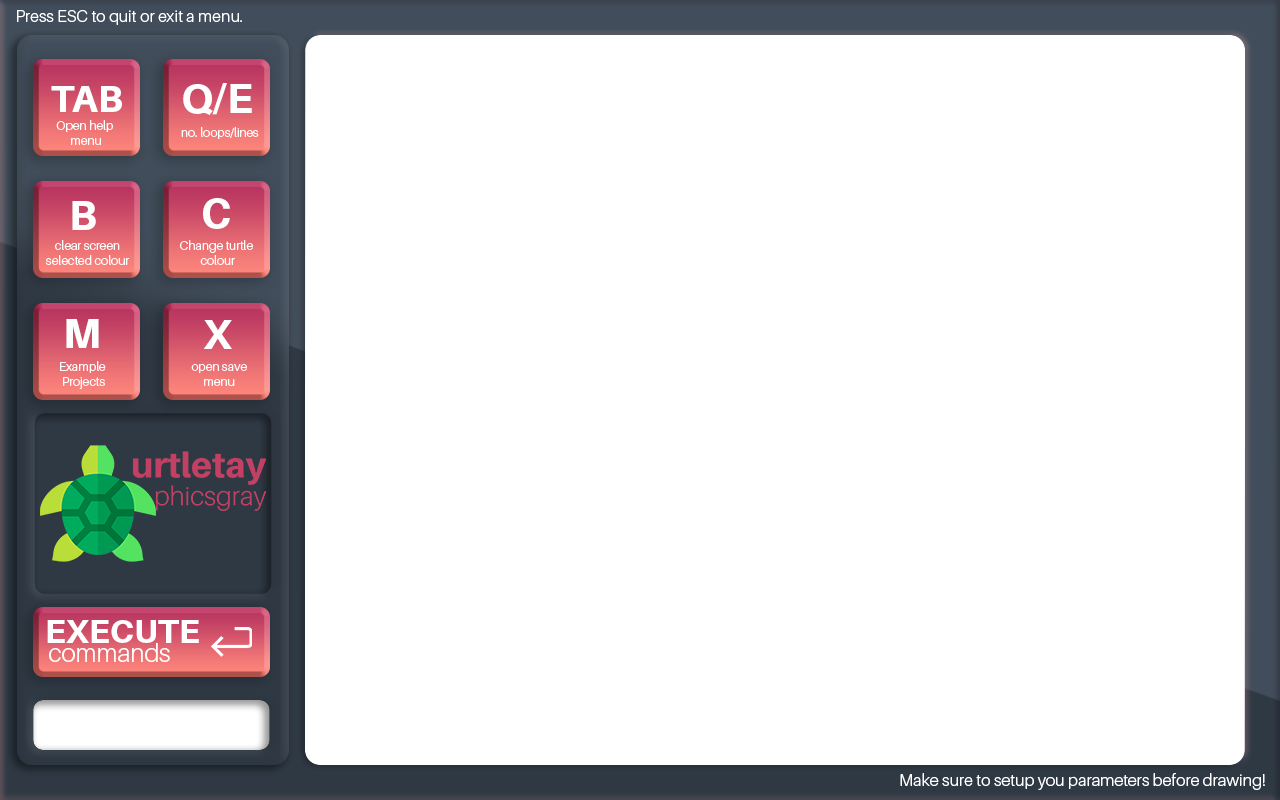 Press ESC to quit or exit a menu.
TAB
Open help
menu
Q/E
no. loops/lines
B
clear screen
selected colour
C
Change turtle
colour
M
Example
Projects
X
open save
menu
urtletay
phicsgray
EXECUTE
commands
Make sure to setup you parameters before drawing!